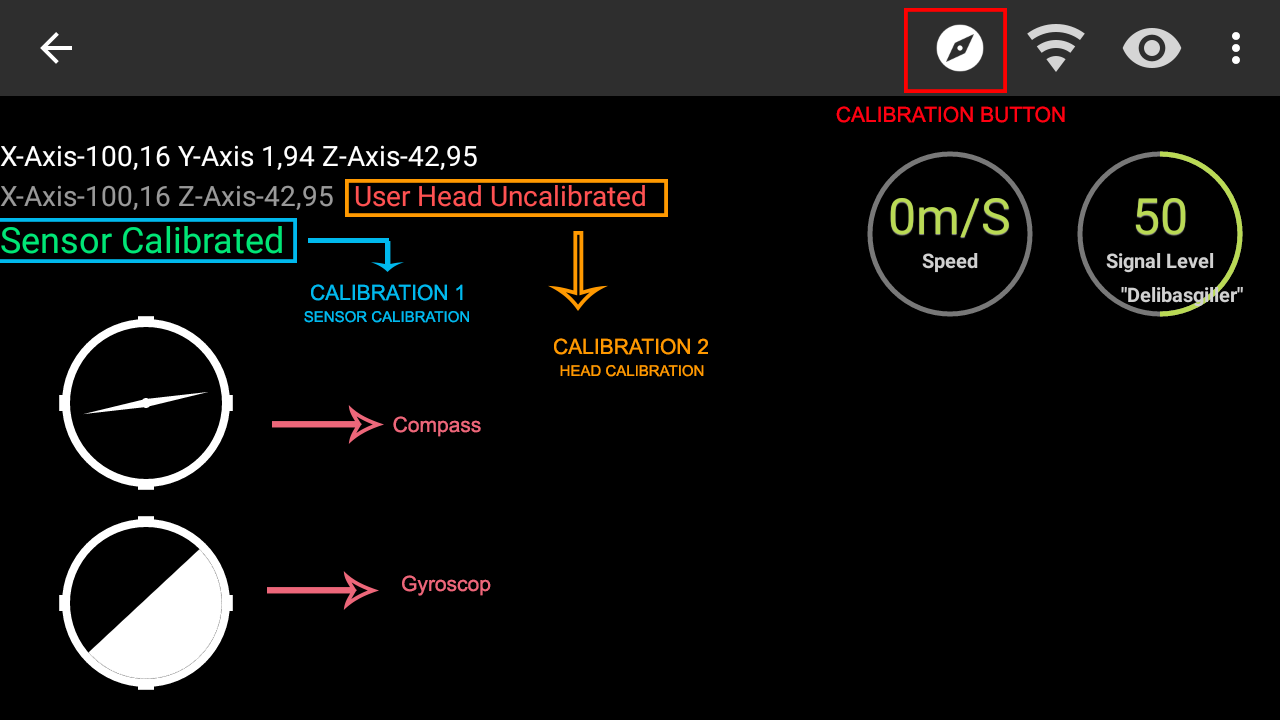 CALIBRATION BUTTON
X-Axis-100,16 Y-Axis 1,94 Z-Axis-42,95
X-Axis-100,16 Z-Axis-42,95 User Head Uncalibrated
Sensor Calibrated
0m/S
Speed
50
Signal Level
"Delibasgiller"
CALIBRATION 1
SENSOR CALIBRATION
CALIBRATION 2
HEAD CALIBRATION
Compass
Gyroscop